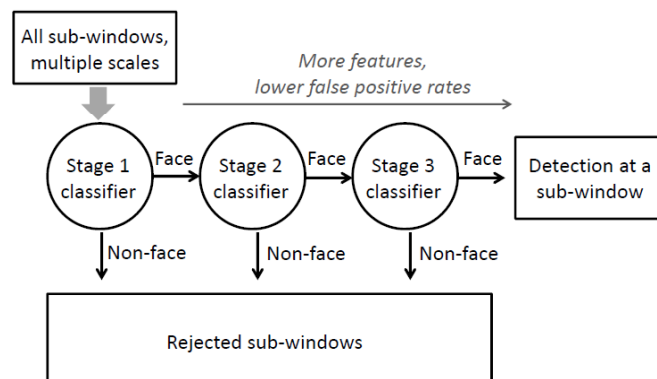 All sub-windows,
multiple scales
More features,
lower false positive rates
Stage 1
classifier
Face
Stage 2
classifier
Face
Stage 3
classifier
Face
Detection at a
sub-window
Non-face
Non-face
Non-face
Rejected sub-windows